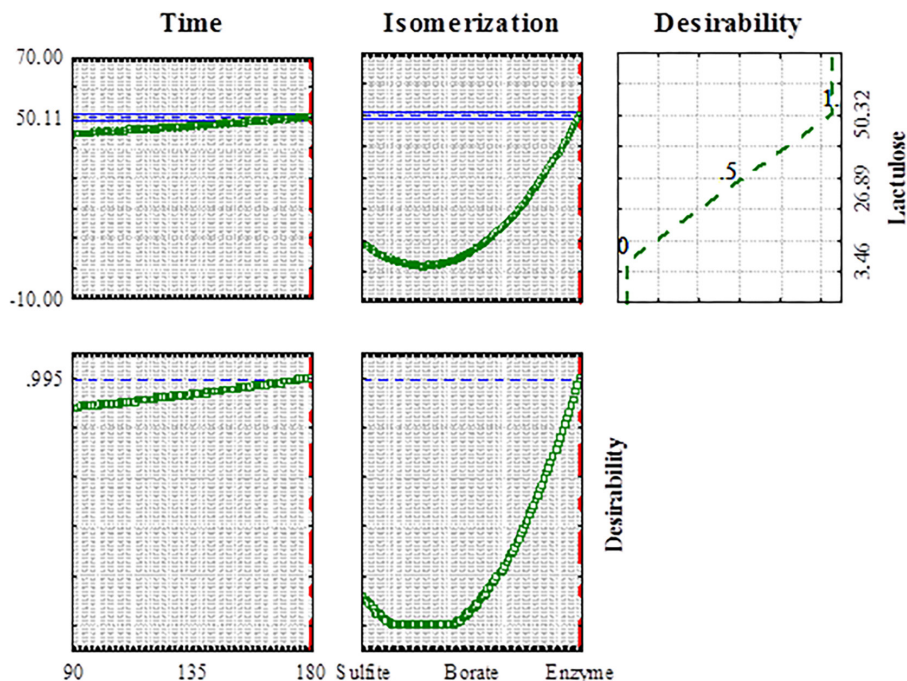 Time Isomerization Desirability
70.00
50.11
-10.00
0
.5
1
3.46 26.89 50.32
Lactulose
.995
Desirability
90 135 180 Sulfite Borate Enzyme